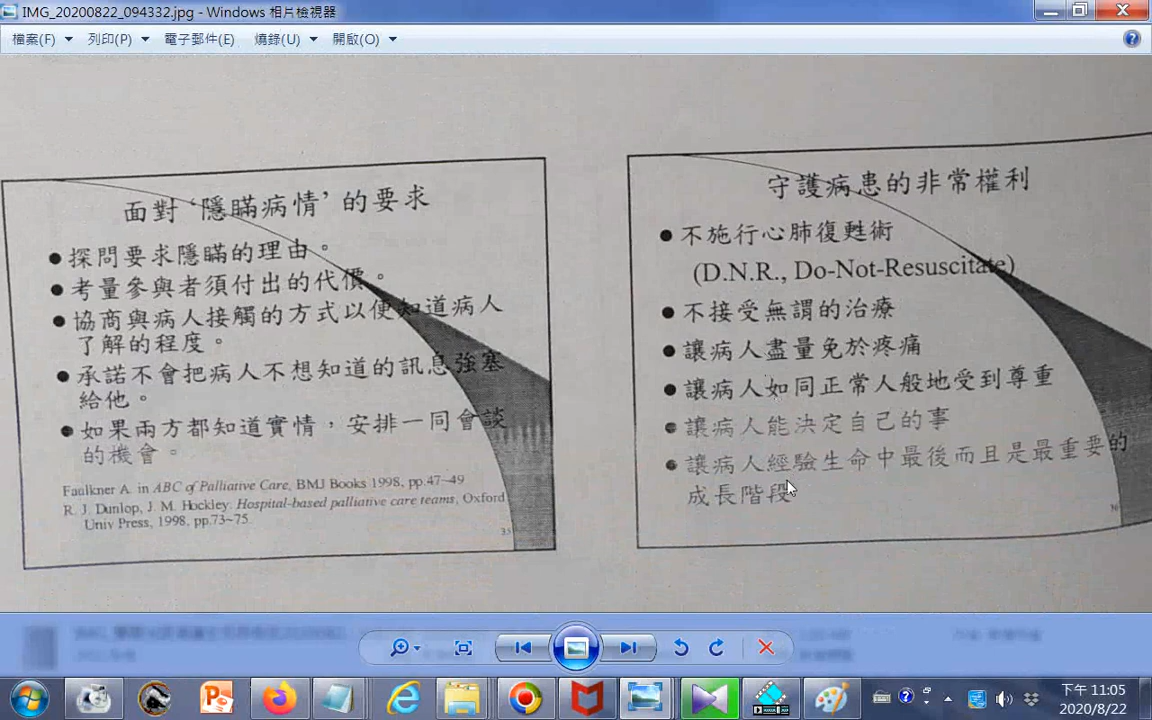 IMG_20200822_094332.jpg - Windows 相片檢視器
檔案(F) 列印(P) 電子郵件(E) 燒錄(U) 開啟(O)
面對‘隱瞞病情’的要求
●探問要求隱瞞的理由。
●考量參與者須付出的代價。
●協商與病人接觸的方式以便知道病人
了解的程度。
●承諾不會把病人不想知道的訊息強塞
給他。
●如果兩方都知道實情，安排一同會談
的機會。
Faulkner A. in ABC of Palliative Care, BMJ Books 1998, pp.47~49
R. J. Dunlop, J. M. Hockley. Hospital-based palliative care teams, Oxford
Univ Press, 1998, pp.73~75.
35
守護病患的非常權利
●不施行心肺復甦術
(D.N.R., Do-Not-Resuscitate)
●不接受無謂的治療
●讓病人盡量免於疼痛
●讓病人如同正常人般地受到尊重
●讓病人能決定自己的事
●讓病人經驗生命中最後而且是最重要的
成長階段
36
下午 11:05
2020/8/22